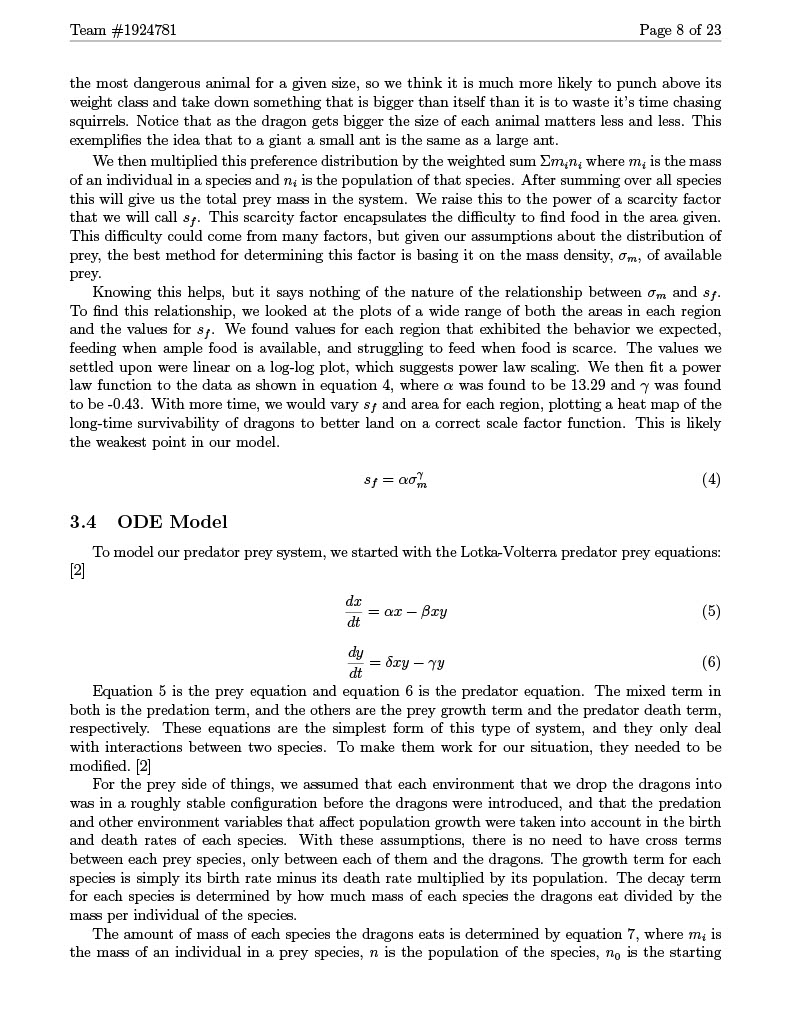 Team #1924781 Page 8 of 23
the most dangerous animal for a given size, so we think it is much more likely to punch above its
weight class and take down something that is bigger than itself than it is to waste it's time chasing
squirrels. Notice that as the dragon gets bigger the size of each animal matters less and less. This
exemplifies the idea that to a giant a small ant is the same as a large ant.
We then multiplied this preference distribution by the weighted sum Σmᵢnᵢ where mᵢ is the mass
of an individual in a species and nᵢ is the population of that species. After summing over all species
this will give us the total prey mass in the system. We raise this to the power of a scarcity factor
that we will call s_f. This scarcity factor encapsulates the difficulty to find food in the area given.
This difficulty could come from many factors, but given our assumptions about the distribution of
prey, the best method for determining this factor is basing it on the mass density, σₘ, of available
prey.
Knowing this helps, but it says nothing of the nature of the relationship between σₘ and s_f.
To find this relationship, we looked at the plots of a wide range of both the areas in each region
and the values for s_f. We found values for each region that exhibited the behavior we expected,
feeding when ample food is available, and struggling to feed when food is scarce. The values we
settled upon were linear on a log-log plot, which suggests power law scaling. We then fit a power
law function to the data as shown in equation 4, where α was found to be 13.29 and γ was found
to be -0.43. With more time, we would vary s_f and area for each region, plotting a heat map of the
long-time survivability of dragons to better land on a correct scale factor function. This is likely
the weakest point in our model.
s_f = ασₘ^γ (4)
3.4 ODE Model
To model our predator prey system, we started with the Lotka-Volterra predator prey equations:
[2]
dx/dt = αx − βxy (5)
dy/dt = δxy − γy (6)
Equation 5 is the prey equation and equation 6 is the predator equation. The mixed term in
both is the predation term, and the others are the prey growth term and the predator death term,
respectively. These equations are the simplest form of this type of system, and they only deal
with interactions between two species. To make them work for our situation, they needed to be
modified. [2]
For the prey side of things, we assumed that each environment that we drop the dragons into
was in a roughly stable configuration before the dragons were introduced, and that the predation
and other environment variables that affect population growth were taken into account in the birth
and death rates of each species. With these assumptions, there is no need to have cross terms
between each prey species, only between each of them and the dragons. The growth term for each
species is simply its birth rate minus its death rate multiplied by its population. The decay term
for each species is determined by how much mass of each species the dragons eat divided by the
mass per individual of the species.
The amount of mass of each species the dragons eats is determined by equation 7, where mᵢ is
the mass of an individual in a prey species, n is the population of the species, n₀ is the starting